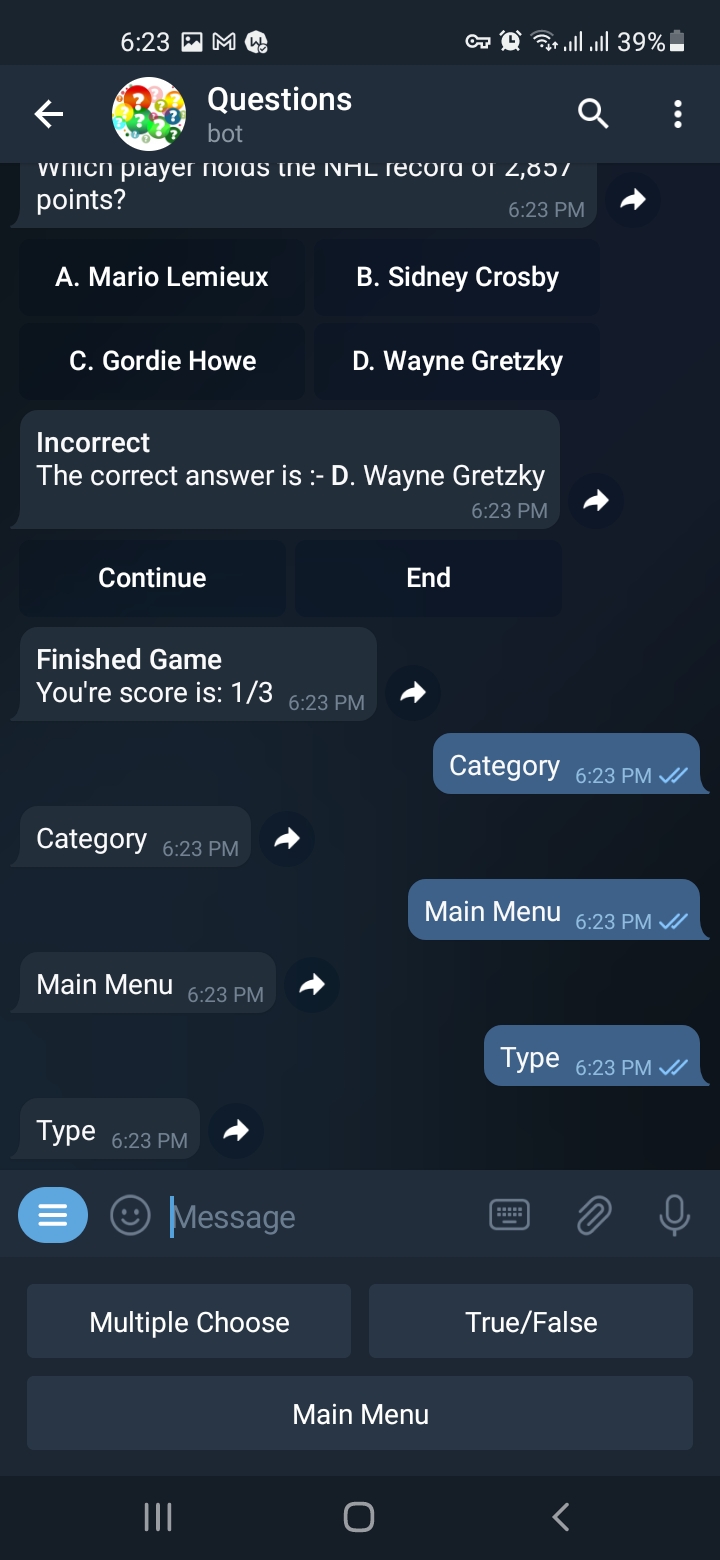 6:23
39%
Questions
bot
Which player holds the NHL record of 2,857
points?
6:23 PM
A. Mario Lemieux
B. Sidney Crosby
C. Gordie Howe
D. Wayne Gretzky
Incorrect
The correct answer is :- D. Wayne Gretzky
6:23 PM
Continue
End
Finished Game
You're score is: 1/3 6:23 PM
Category 6:23 PM
Category 6:23 PM
Main Menu 6:23 PM
Main Menu 6:23 PM
Type 6:23 PM
Type 6:23 PM
Message
Multiple Choose
True/False
Main Menu